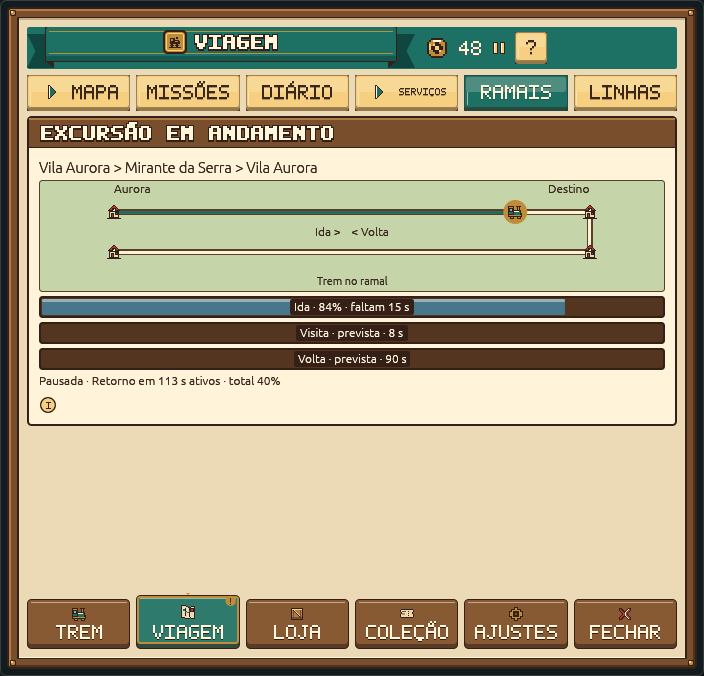 VIAGEM
48
?
MAPA MISSÕES DIÁRIO SERVIÇOS RAMAIS LINHAS
EXCURSÃO EM ANDAMENTO
Vila Aurora > Mirante da Serra > Vila Aurora
Aurora Destino
Ida > < Volta
Trem no ramal
Ida · 84% · faltam 15 s
Visita · prevista · 8 s
Volta · prevista · 90 s
Pausada · Retorno em 113 s ativos · total 40%
I
!
TREM VIAGEM LOJA COLEÇÃO AJUSTES FECHAR